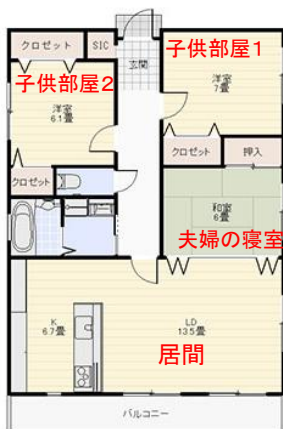 クロゼット
SIC
玄関
子供部屋1
洋室
7畳
子供部屋2
洋室
6.1畳
クロゼット
押入
クロゼット
和室
6畳
夫婦の寝室
K
6.7畳
LD
13.5畳
居間
バルコニー